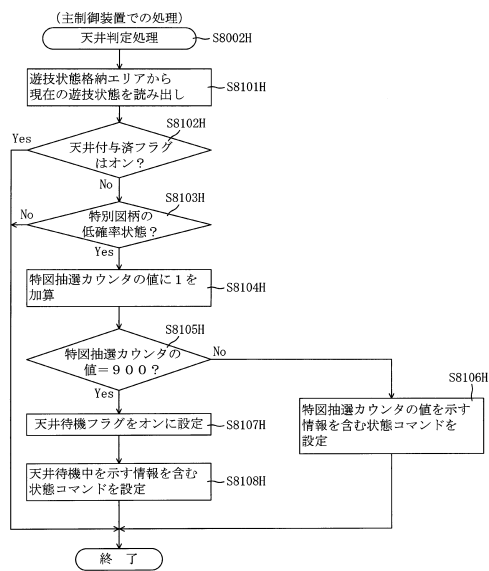 (主制御装置での処理)
天井判定処理
S8002H
遊技状態格納エリアから
現在の遊技状態を読み出し
S8101H
S8102H
Yes
天井付与済フラグ
はオン?
No
S8103H
No
特別図柄の
低確率状態?
Yes
特図抽選カウンタの値に1を
加算
S8104H
S8105H
特図抽選カウンタの
値=900?
No
Yes
S8106H
特図抽選カウンタの値を示す
情報を含む状態コマンドを
設定
天井待機フラグをオンに設定
S8107H
天井待機中を示す情報を含む
状態コマンドを設定
S8108H
終 了